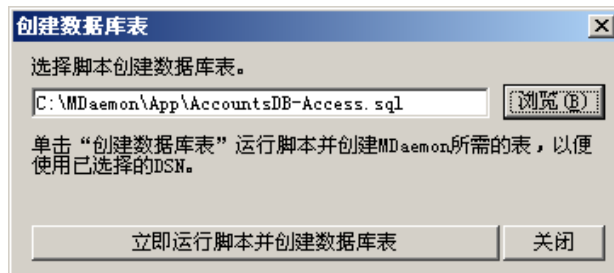 创建数据库表
选择脚本创建数据库表。
C:\MDaemon\App\AccountsDB-Access.sql
浏览(B)
单击“创建数据库表”运行脚本并创建MDaemon所需的表，以便
使用已选择的DSN。
立即运行脚本并创建数据库表
关闭